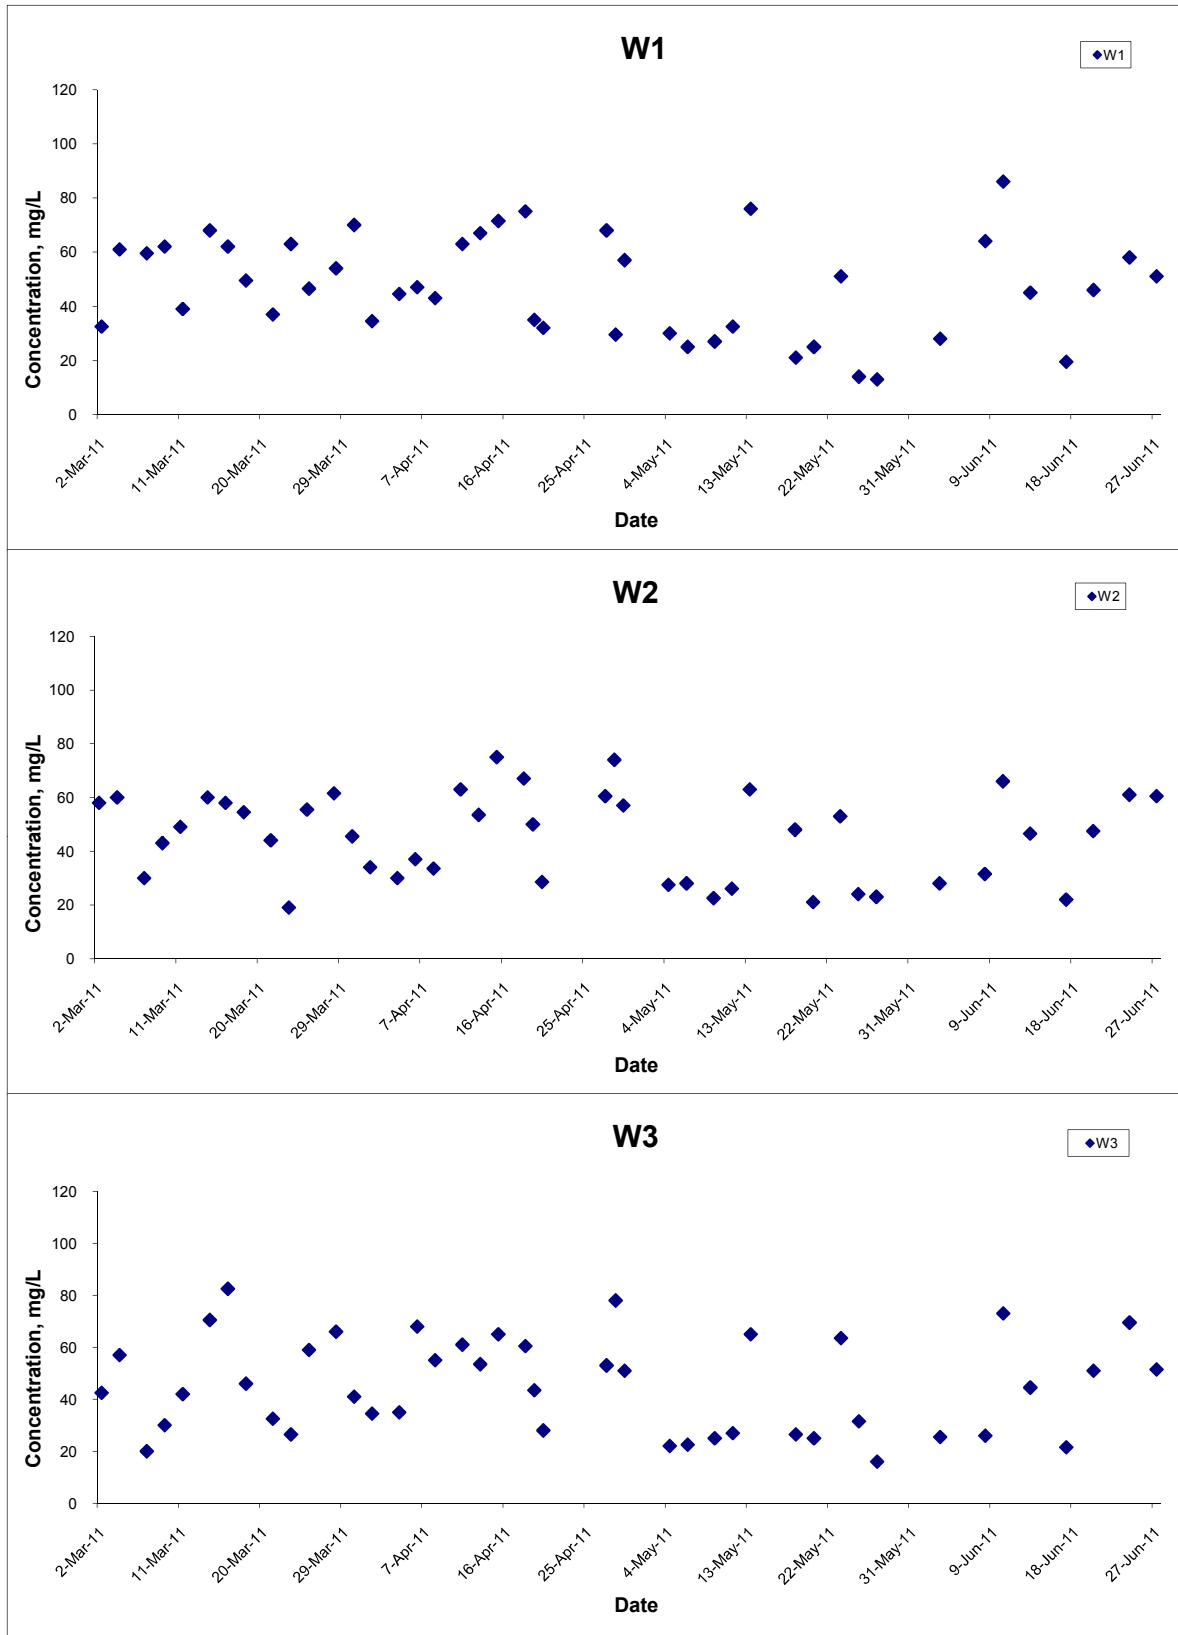 W1
W1
120
100
80
60
40
20
0
Concentration, mg/L
2-Mar-11
11-Mar-11
20-Mar-11
29-Mar-11
7-Apr-11
16-Apr-11
25-Apr-11
4-May-11
13-May-11
22-May-11
31-May-11
9-Jun-11
18-Jun-11
27-Jun-11
Date
W2
W2
120
100
80
60
40
20
0
Concentration, mg/L
2-Mar-11
11-Mar-11
20-Mar-11
29-Mar-11
7-Apr-11
16-Apr-11
25-Apr-11
4-May-11
13-May-11
22-May-11
31-May-11
9-Jun-11
18-Jun-11
27-Jun-11
Date
W3
W3
120
100
80
60
40
20
0
Concentration, mg/L
2-Mar-11
11-Mar-11
20-Mar-11
29-Mar-11
7-Apr-11
16-Apr-11
25-Apr-11
4-May-11
13-May-11
22-May-11
31-May-11
9-Jun-11
18-Jun-11
27-Jun-11
Date